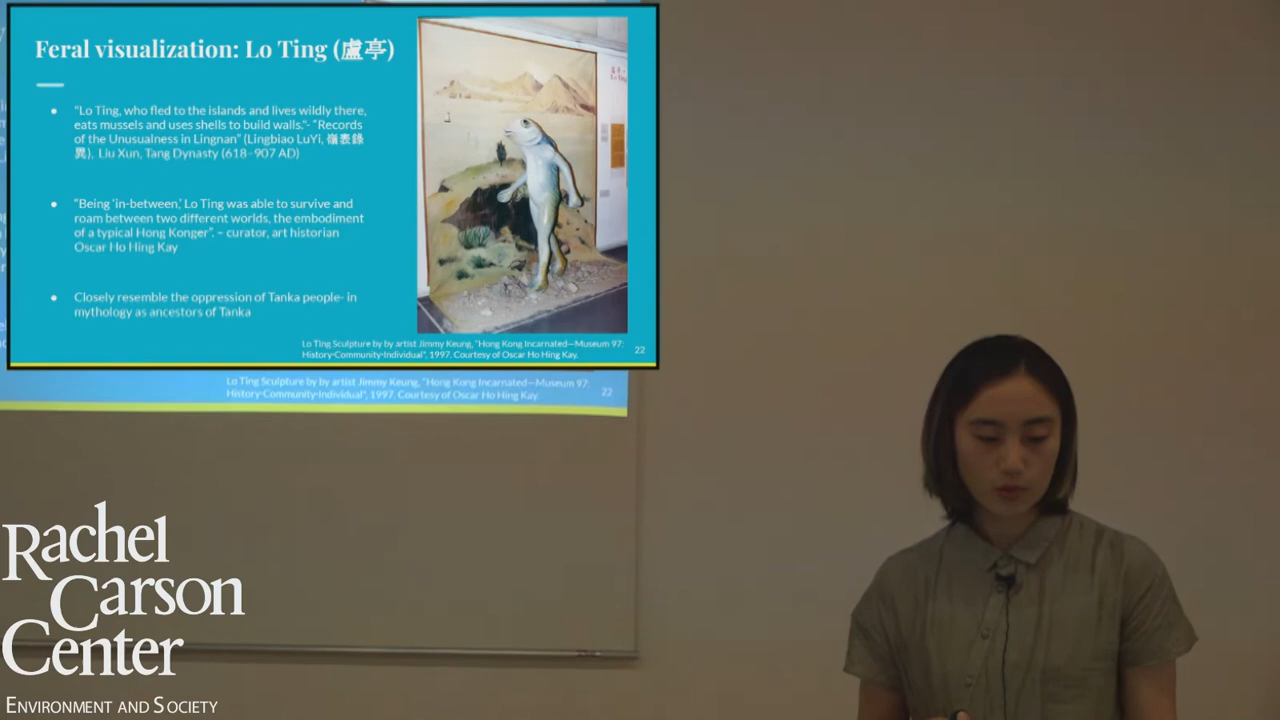 Feral visualization: Lo Ting (盧亭)
● "Lo Ting, who fled to the islands and lives wildly there,
eats mussels and uses shells to build walls."- "Records
of the Unusualness in Lingnan" (Lingbiao LuYi, 嶺表錄
異), Liu Xun, Tang Dynasty (618–907 AD)
● "Being 'in-between,' Lo Ting was able to survive and
roam between two different worlds, the embodiment
of a typical Hong Konger". – curator, art historian
Oscar Ho Hing Kay
● Closely resemble the oppression of Tanka people- in
mythology as ancestors of Tanka
Lo Ting Sculpture by by artist Jimmy Keung, "Hong Kong Incarnated—Museum 97:
History·Community·Individual", 1997. Courtesy of Oscar Ho Hing Kay.
22
Lo Ting Sculpture by by artist Jimmy Keung, "Hong Kong Incarnated—Museum 97:
History·Community·Individual", 1997. Courtesy of Oscar Ho Hing Kay.
22
Rachel
Carson
Center
ENVIRONMENT AND SOCIETY